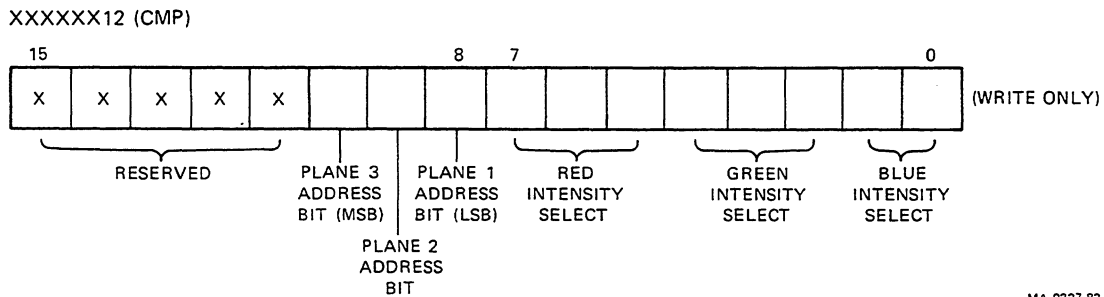 XXXXXX12 (CMP)
15 8 7 0
X X X X X (WRITE ONLY)
RESERVED
PLANE 3
ADDRESS
BIT (MSB)
PLANE 2
ADDRESS
BIT
PLANE 1
ADDRESS
BIT (LSB)
RED
INTENSITY
SELECT
GREEN
INTENSITY
SELECT
BLUE
INTENSITY
SELECT